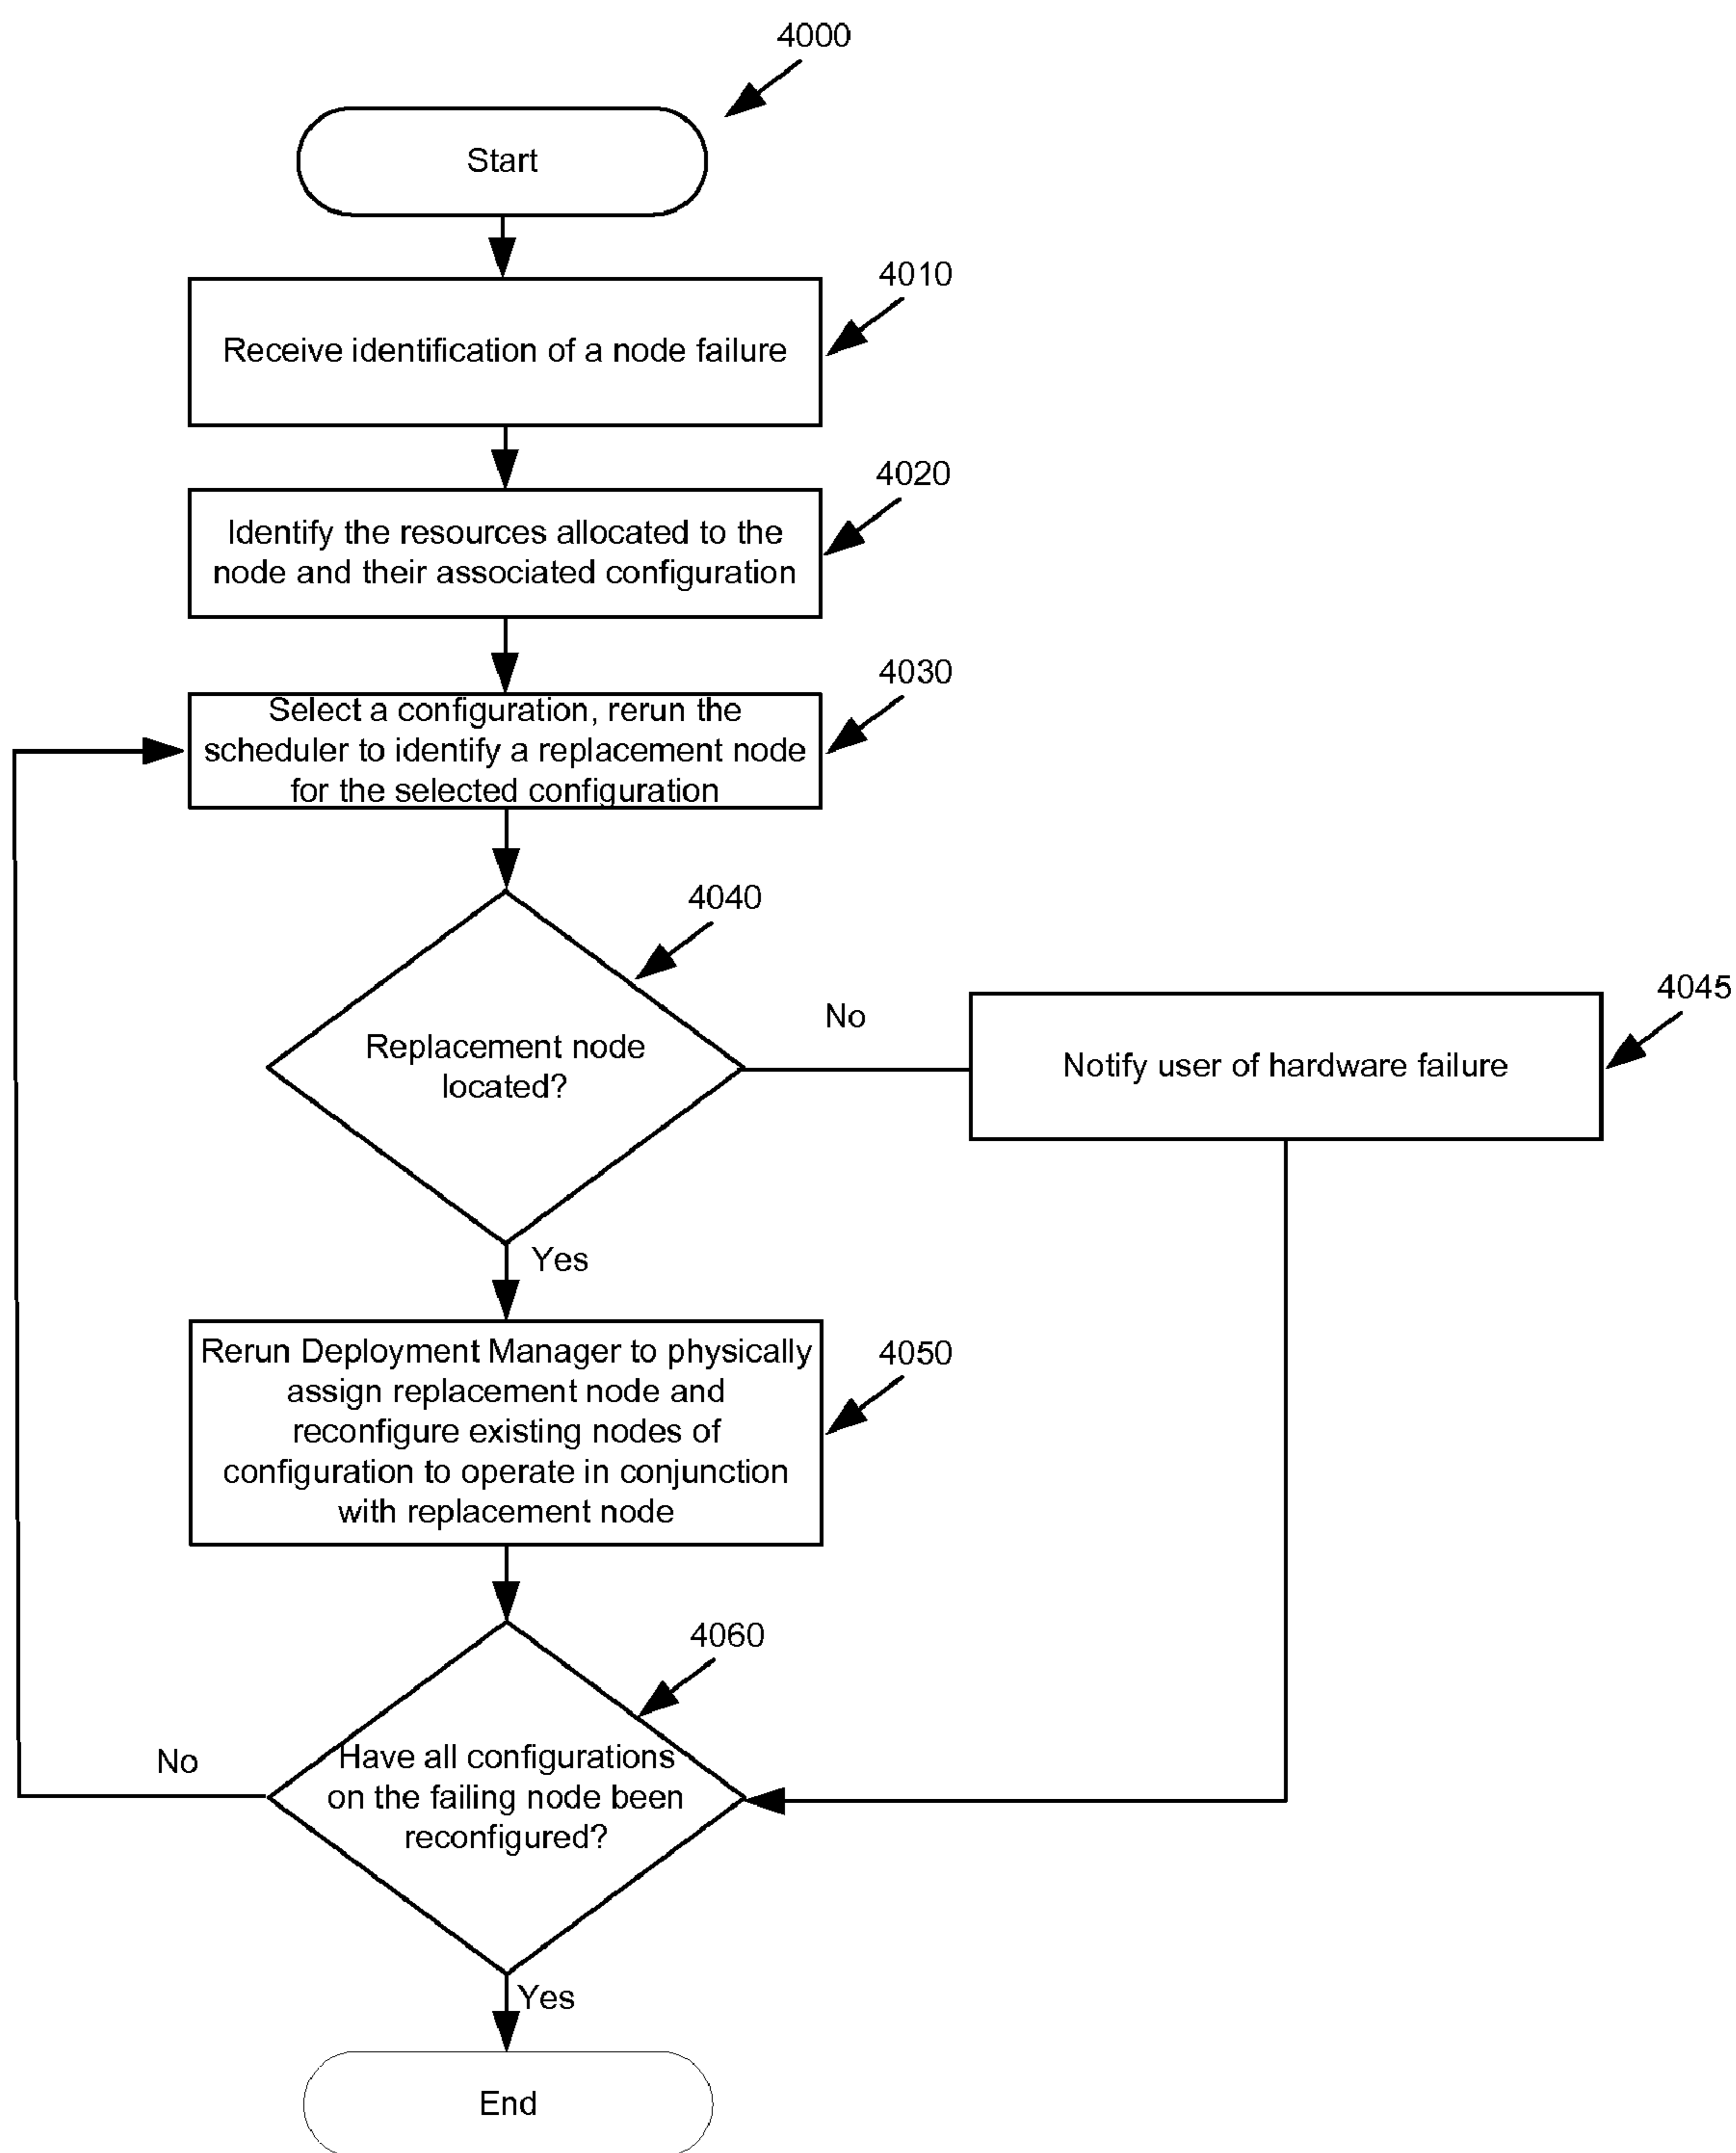 4000
Start
4010
Receive identification of a node failure
4020
Identify the resources allocated to the
node and their associated configuration
4030
Select a configuration, rerun the
scheduler to identify a replacement node
for the selected configuration
4040
Replacement node
located?
No
4045
Notify user of hardware failure
Yes
4050
Rerun Deployment Manager to physically
assign replacement node and
reconfigure existing nodes of
configuration to operate in conjunction
with replacement node
4060
Have all configurations
on the failing node been
reconfigured?
No
Yes
End